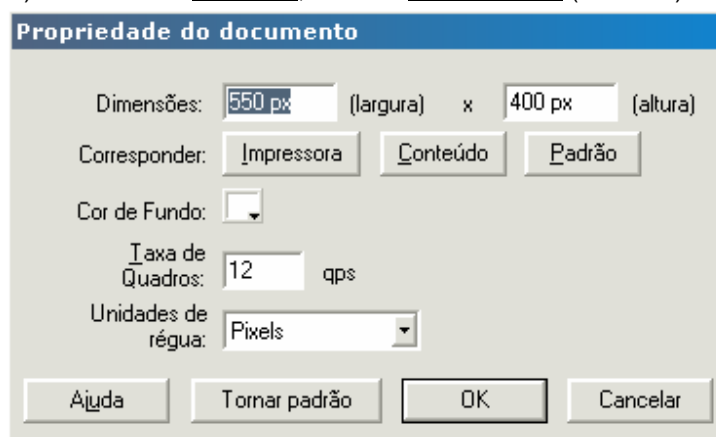 Propriedade do documento
Dimensões: 550 px (largura) x 400 px (altura)
Corresponder: Impressora Conteúdo Padrão
Cor de Fundo:
Taxa de
Quadros: 12 qps
Unidades de
régua: Pixels
Ajuda Tornar padrão OK Cancelar